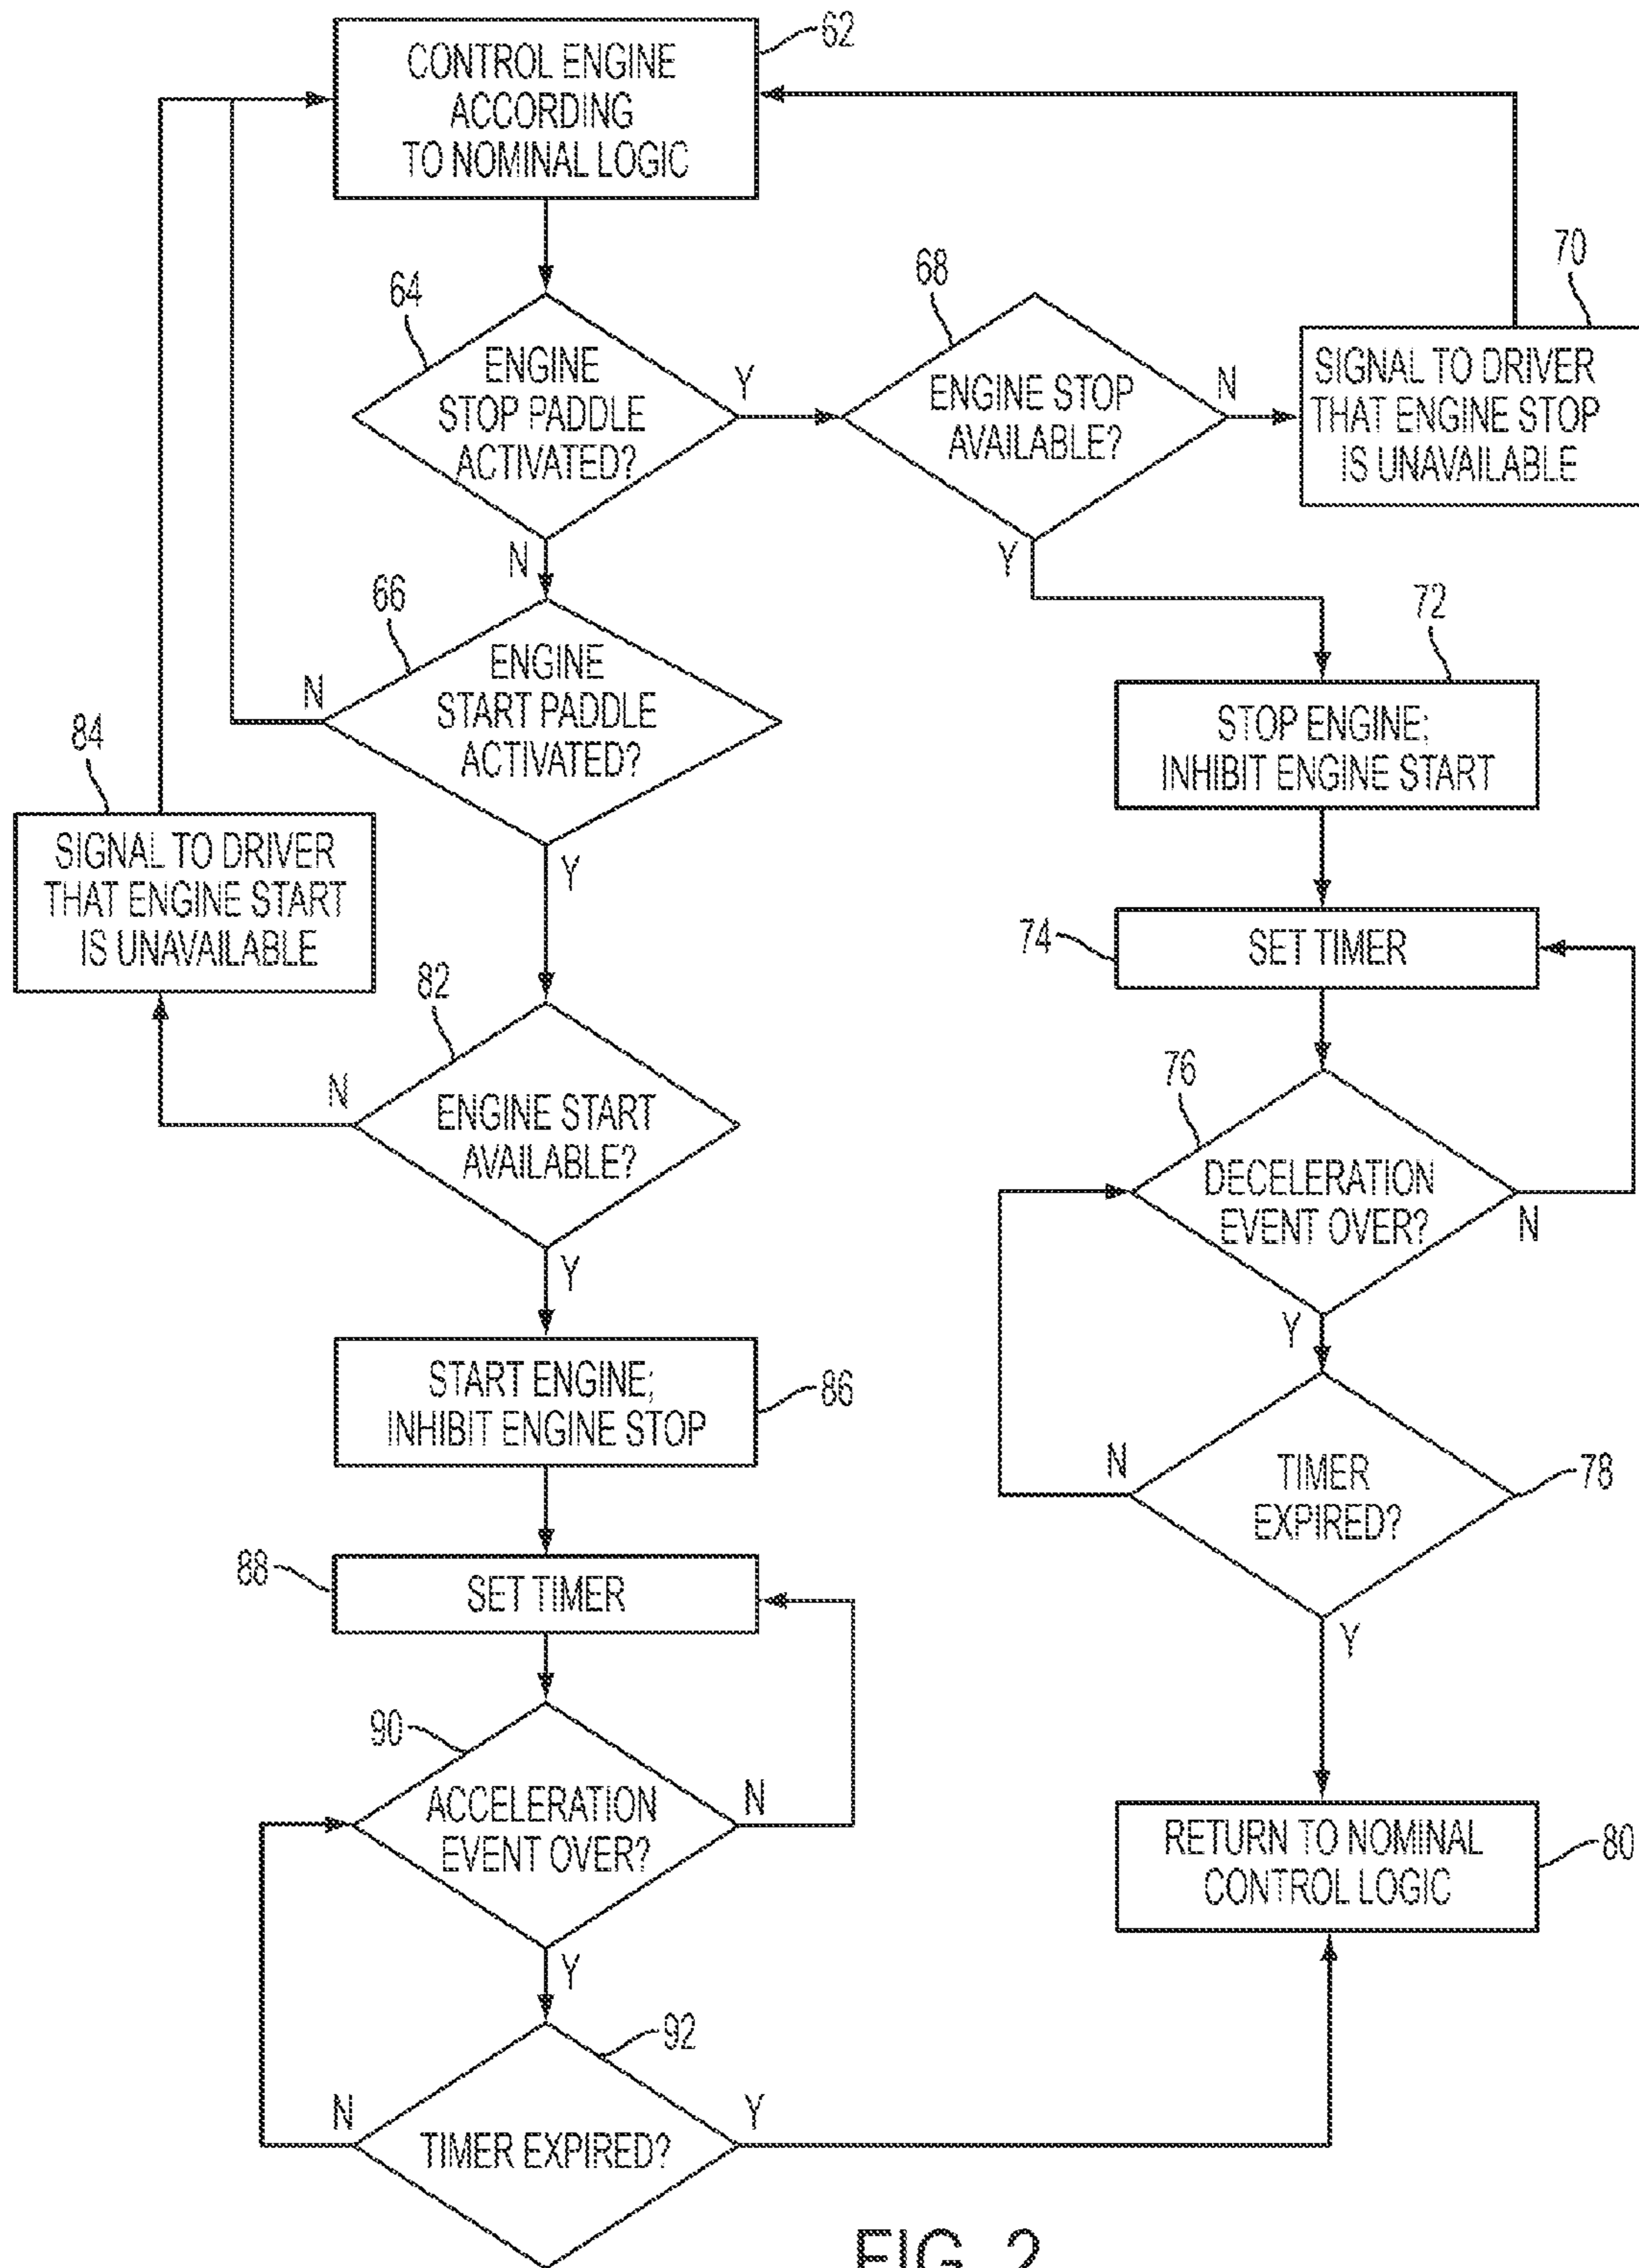 62
CONTROL ENGINE
ACCORDING
TO NOMINAL LOGIC
64
ENGINE
STOP PADDLE
ACTIVATED?
Y
N
68
ENGINE STOP
AVAILABLE?
N
Y
70
SIGNAL TO DRIVER
THAT ENGINE STOP
IS UNAVAILABLE
66
ENGINE
START PADDLE
ACTIVATED?
N
Y
72
STOP ENGINE;
INHIBIT ENGINE START
84
SIGNAL TO DRIVER
THAT ENGINE START
IS UNAVAILABLE
74
SET TIMER
82
ENGINE START
AVAILABLE?
N
Y
76
DECELERATION
EVENT OVER?
N
Y
86
START ENGINE;
INHIBIT ENGINE STOP
78
TIMER
EXPIRED?
N
Y
88
SET TIMER
90
ACCELERATION
EVENT OVER?
N
Y
80
RETURN TO NOMINAL
CONTROL LOGIC
92
TIMER EXPIRED?
N
Y
FIG. 2